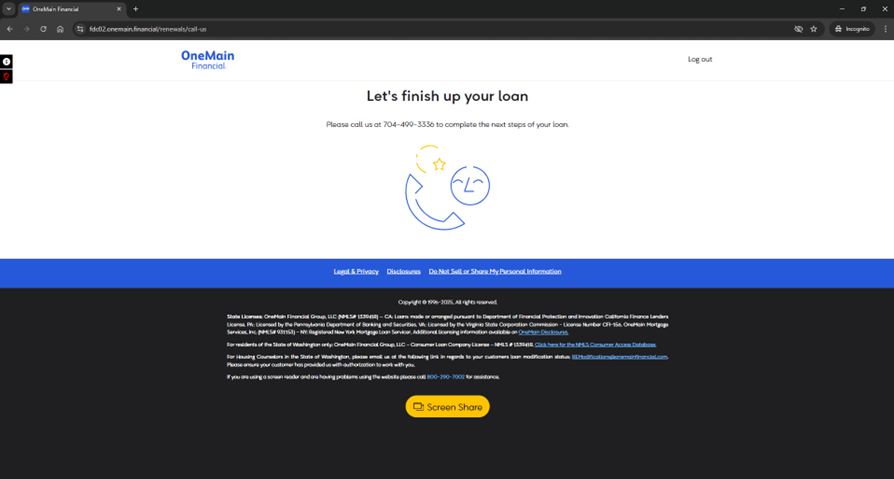 OneMain Financial
fdc02.onemain.financial/renewals/call-us
Incognito
OneMain
Financial
Log out
Let's finish up your loan
Please call us at 704-499-3336 to complete the next steps of your loan.
Legal & Privacy Disclosures Do Not Sell or Share My Personal Information
Copyright © 1996-2025, All rights reserved.
State Licenses: OneMain Financial Group, LLC (NMLS# 1339418) – CA: Loans made or arranged pursuant to Department of Financial Protection and Innovation California Finance Lenders
License, PA: Licensed by the Pennsylvania Department of Banking and Securities, VA: Licensed by the Virginia State Corporation Commission - License Number CFI-156. OneMain Mortgage
Services, Inc. (NMLS# 931153) – NY: Registered New York Mortgage Loan Servicer. Additional licensing information available on OneMain Disclosures.
For residents of the State of Washington only: OneMain Financial Group, LLC – Consumer Loan Company License – NMLS # 1339418. Click here for the NMLS Consumer Access Database.
For Housing Counselors in the State of Washington, please email us at the following link in regards to your customers loan modification status:
Please ensure your customer has provided us with authorization to work with you.
If you are using a screen reader and are having problems using the website please call 800-290-7002 for assistance.
Screen Share